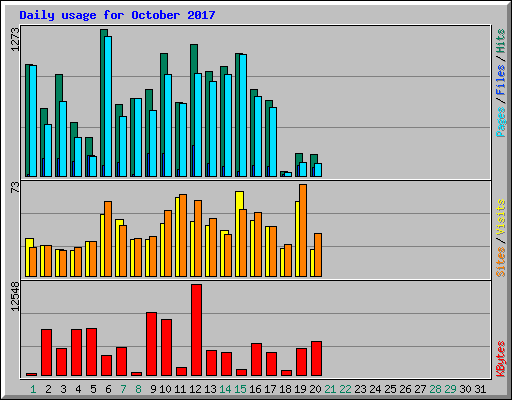 Daily usage for October 2017
1273
Pages / Files / Hits
73
Sites / Visits
12548
KBytes
1 2 3 4 5 6 7 8 9 10 11 12 13 14 15 16 17 18 19 20 21 22 23 24 25 26 27 28 29 30 31